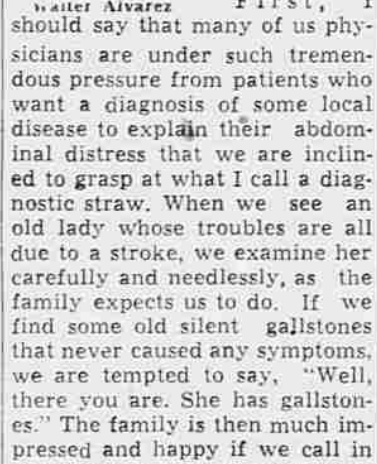 Walter Alvarez First, I
should say that many of us phy-
sicians are under such tremen-
dous pressure from patients who
want a diagnosis of some local
disease to explain their abdom-
inal distress that we are inclin-
ed to grasp at what I call a diag-
nostic straw. When we see an
old lady whose troubles are all
due to a stroke, we examine her
carefully and needlessly, as the
family expects us to do. If we
find some old silent gallstones
that never caused any symptoms,
we are tempted to say, "Well,
there you are. She has gallston-
es." The family is then much im-
pressed and happy if we call in